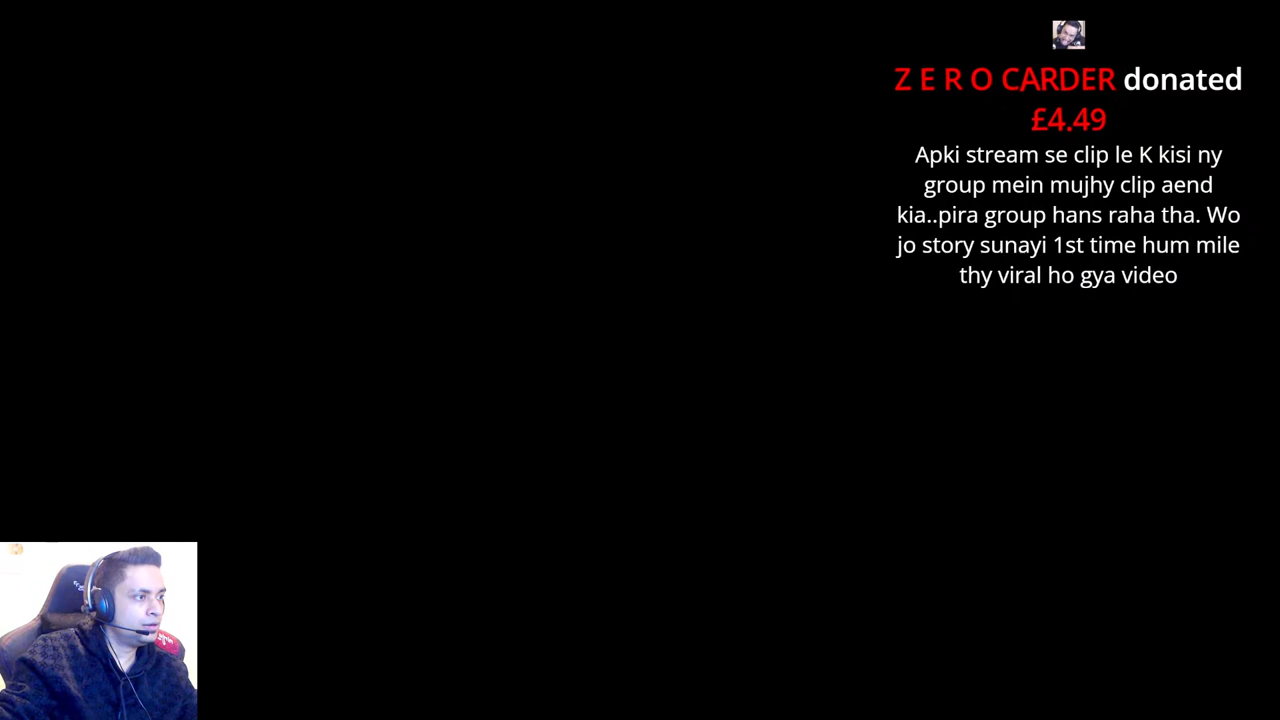 Z E R O CARDER donated
£4.49
Apki stream se clip le K kisi ny
group mein mujhy clip aend
kia..pira group hans raha tha. Wo
jo story sunayi 1st time hum mile
thy viral ho gya video